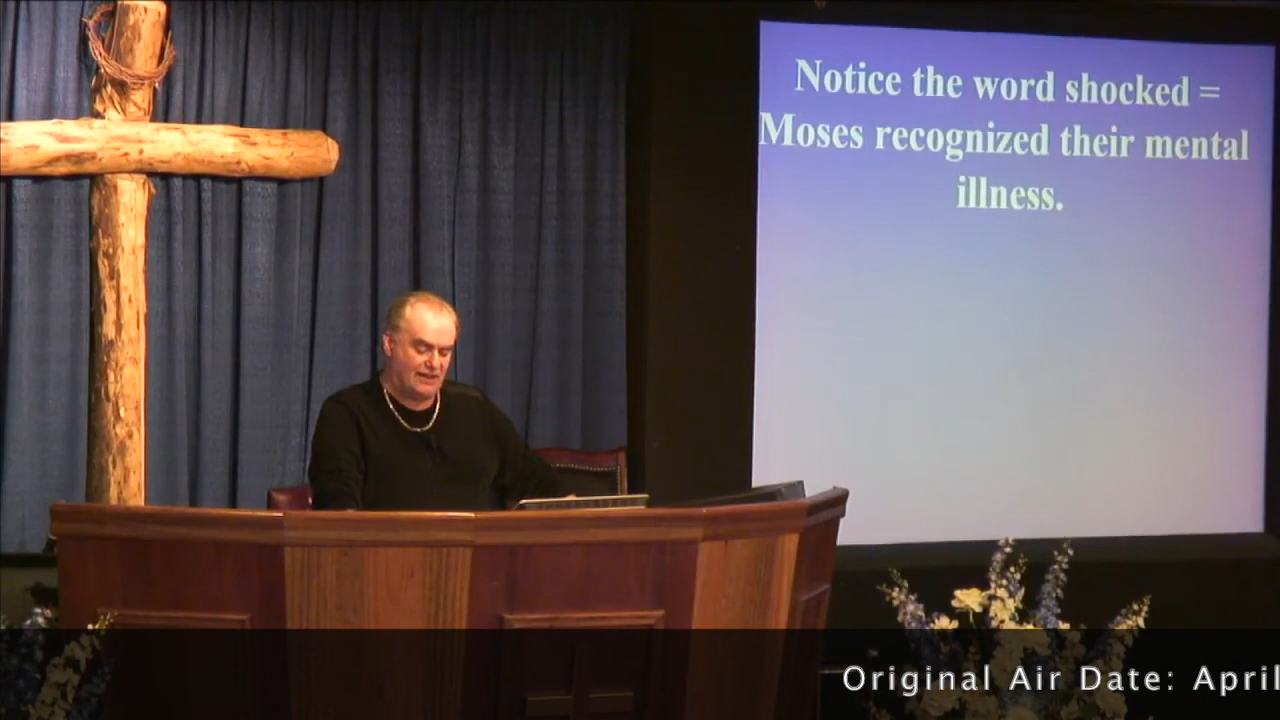 Notice the word shocked =
Moses recognized their mental
illness.
Original Air Date: April